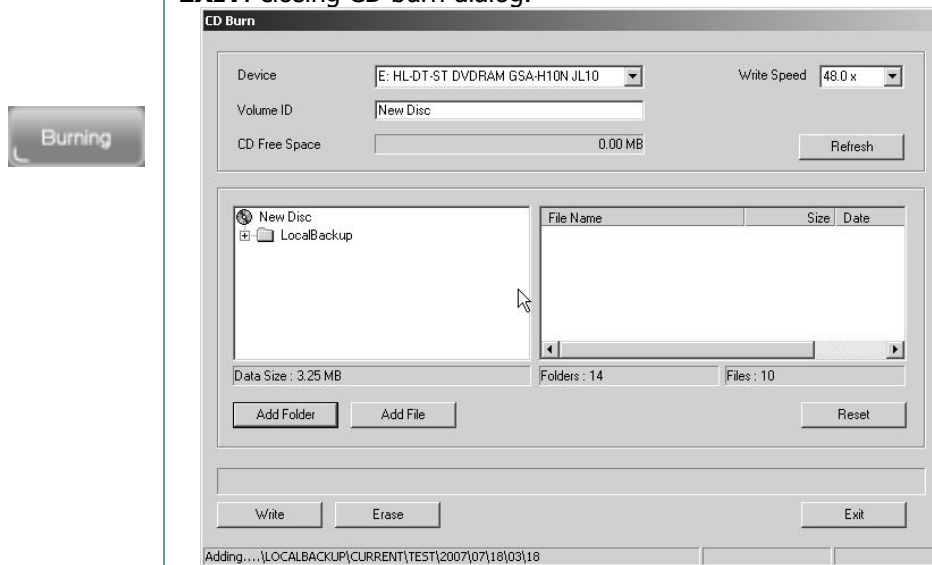 EXIT: closing CD burn dialog.
CD Burn
Device E: HL-DT-ST DVDRAM GSA-H10N JL10 Write Speed 48.0 x
Volume ID New Disc
CD Free Space 0.00 MB Refresh
Burning
New Disc
LocalBackup
File Name Size Date
Data Size : 3.25 MB Folders : 14 Files : 10
Add Folder Add File Reset
Write Erase Exit
Adding....\LOCALBACKUP\CURRENT\TEST\2007\07\18\03\18